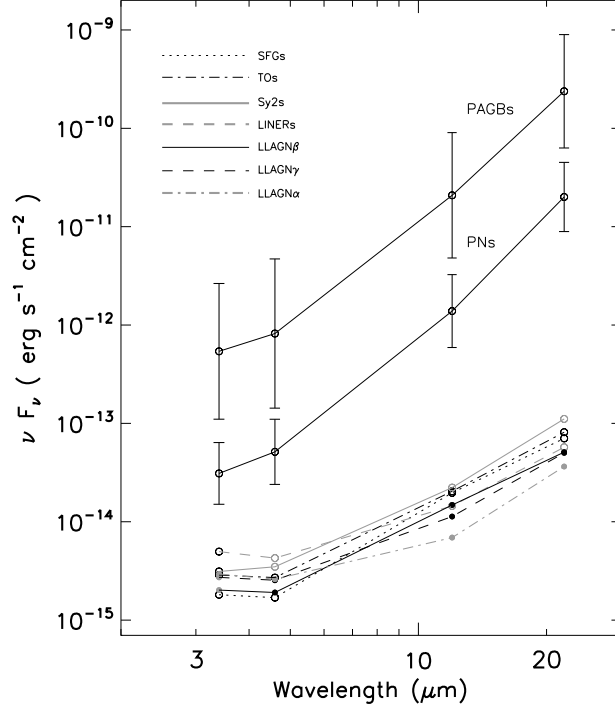 10⁻⁹
SFGs
TOs
Sy2s
LINERs
LLAGNβ
LLAGNγ
LLAGNα
PAGBs
10⁻¹⁰
10⁻¹¹
PNs
10⁻¹²
10⁻¹³
10⁻¹⁴
10⁻¹⁵
ν Fν ( erg s⁻¹ cm⁻²)
3 10 20
Wavelength (μm)